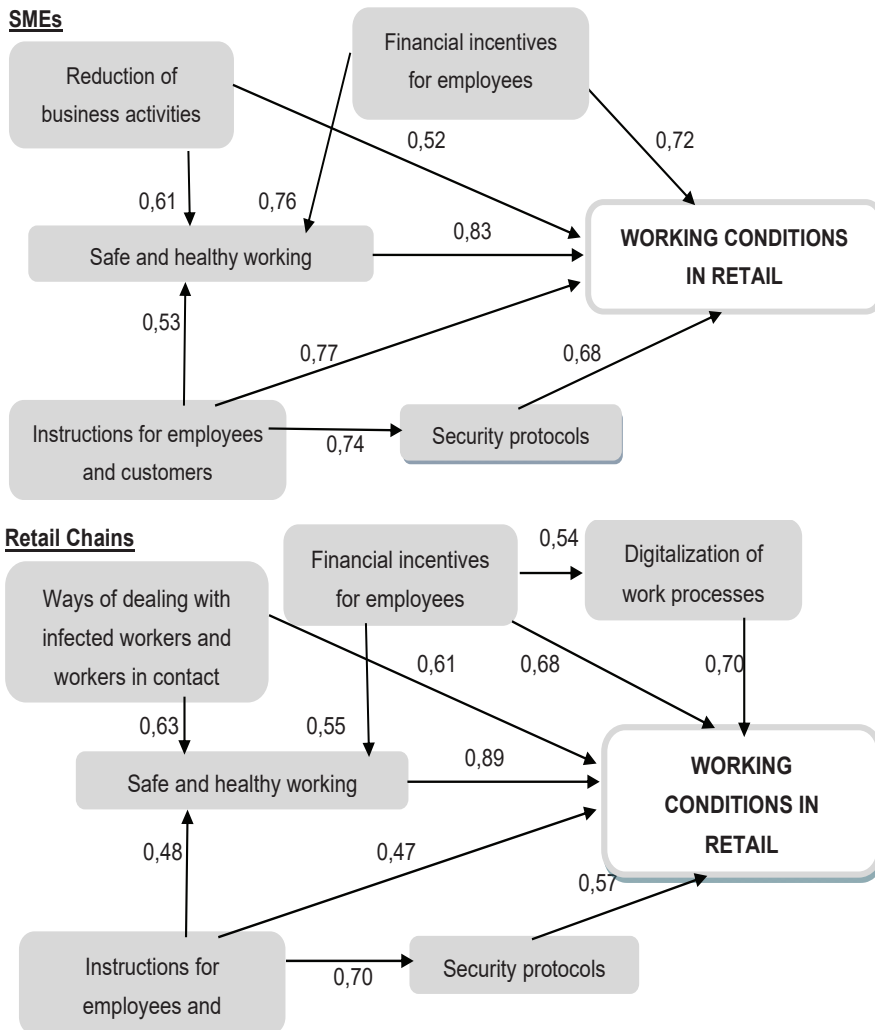 SMEs
Reduction of
business activities
Financial incentives
for employees
0,52
0,72
0,61
0,76
Safe and healthy working
0,83
WORKING CONDITIONS
IN RETAIL
0,53
0,77
0,68
Instructions for employees
and customers
0,74
Security protocols
Retail Chains
Ways of dealing with
infected workers and
workers in contact
Financial incentives
for employees
0,54
Digitalization of
work processes
0,61
0,68
0,70
0,63
0,55
Safe and healthy working
0,89
WORKING
CONDITIONS IN
RETAIL
0,48
0,47
0,57
Instructions for
employees and
0,70
Security protocols